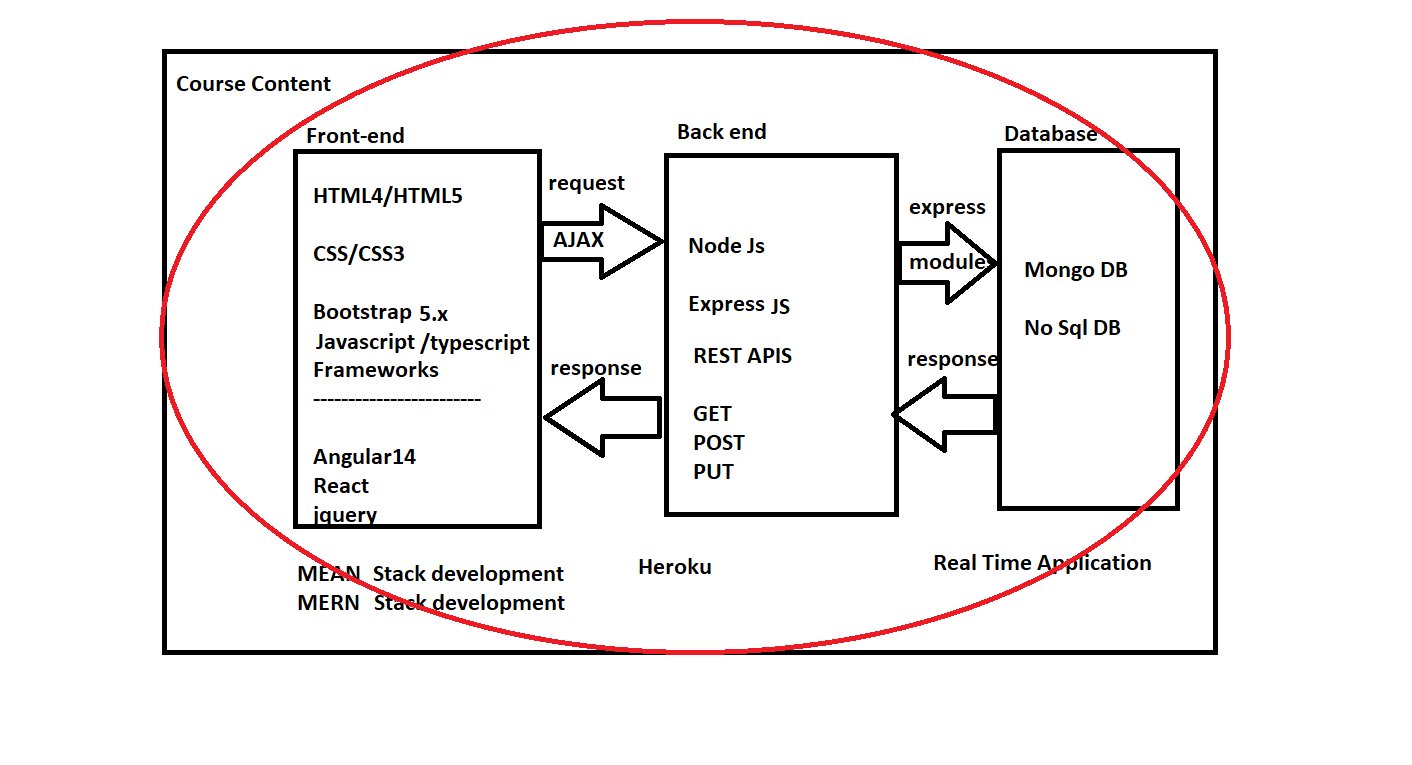 Course Content
Front-end
HTML4/HTML5
CSS/CSS3
Bootstrap 5.x
Javascript /typescript
Frameworks
------------------------
Angular14
React
jquery
request
AJAX
response
Back end
Node Js
Express JS
REST APIS
GET
POST
PUT
express
module
response
Database
Mongo DB
No Sql DB
MEAN Stack development
MERN Stack development
Heroku
Real Time Application